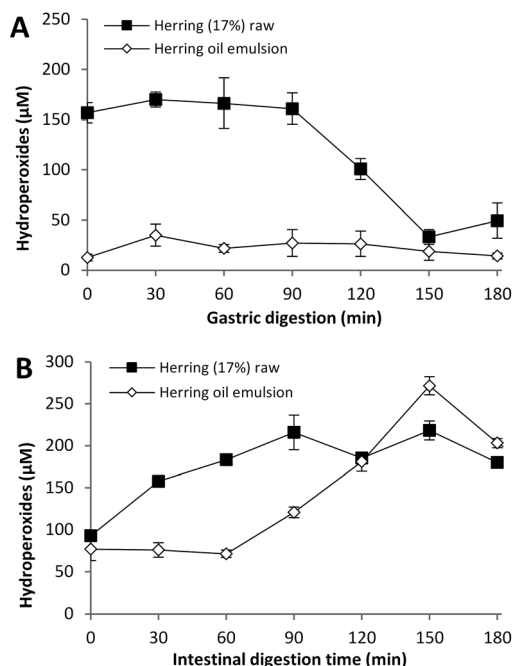 A
Herring (17%) raw
Herring oil emulsion
Hydroperoxides (µM)
250
200
150
100
50
0
0 30 60 90 120 150 180
Gastric digestion (min)
B
Herring (17%) raw
Herring oil emulsion
Hydroperoxides (µM)
300
250
200
150
100
50
0
0 30 60 90 120 150 180
Intestinal digestion time (min)